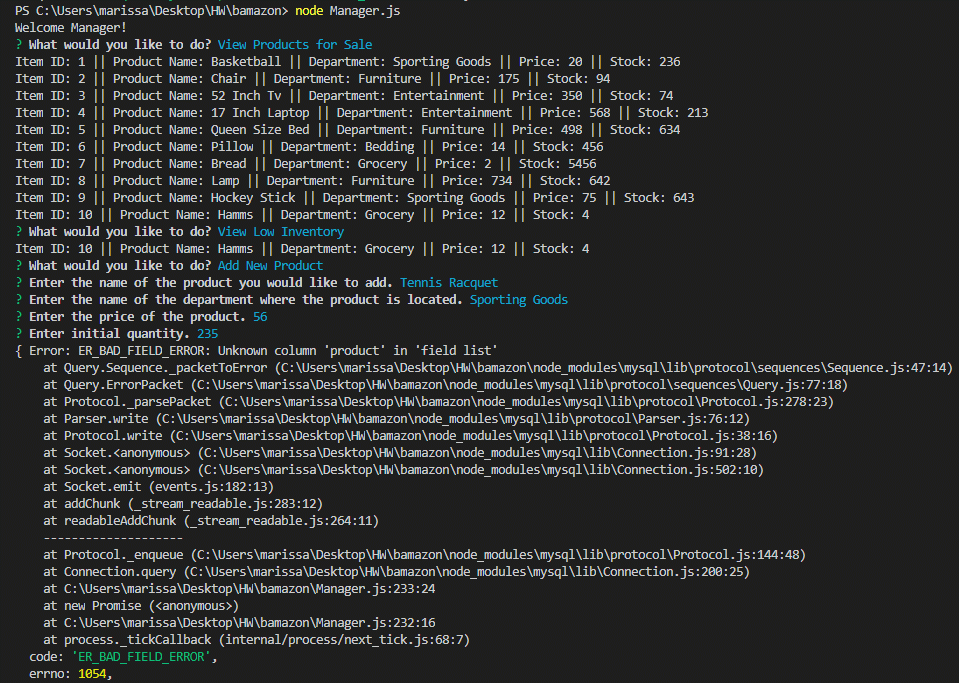 PS C:\Users\marissa\Desktop\HW\bamazon> node Manager.js
Welcome Manager!
? What would you like to do? View Products for Sale
Item ID: 1 || Product Name: Basketball || Department: Sporting Goods || Price: 20 || Stock: 236
Item ID: 2 || Product Name: Chair || Department: Furniture || Price: 175 || Stock: 94
Item ID: 3 || Product Name: 52 Inch Tv || Department: Entertainment || Price: 350 || Stock: 74
Item ID: 4 || Product Name: 17 Inch Laptop || Department: Entertainment || Price: 568 || Stock: 213
Item ID: 5 || Product Name: Queen Size Bed || Department: Furniture || Price: 498 || Stock: 634
Item ID: 6 || Product Name: Pillow || Department: Bedding || Price: 14 || Stock: 456
Item ID: 7 || Product Name: Bread || Department: Grocery || Price: 2 || Stock: 5456
Item ID: 8 || Product Name: Lamp || Department: Furniture || Price: 734 || Stock: 642
Item ID: 9 || Product Name: Hockey Stick || Department: Sporting Goods || Price: 75 || Stock: 643
Item ID: 10 || Product Name: Hamms || Department: Grocery || Price: 12 || Stock: 4
? What would you like to do? View Low Inventory
Item ID: 10 || Product Name: Hamms || Department: Grocery || Price: 12 || Stock: 4
? What would you like to do? Add New Product
? Enter the name of the product you would like to add. Tennis Racquet
? Enter the name of the department where the product is located. Sporting Goods
? Enter the price of the product. 56
? Enter initial quantity. 235
{ Error: ER_BAD_FIELD_ERROR: Unknown column 'product' in 'field list'
    at Query.Sequence._packetToError (C:\Users\marissa\Desktop\HW\bamazon\node_modules\mysql\lib\protocol\sequences\Sequence.js:47:14)
    at Query.ErrorPacket (C:\Users\marissa\Desktop\HW\bamazon\node_modules\mysql\lib\protocol\sequences\Query.js:77:18)
    at Protocol._parsePacket (C:\Users\marissa\Desktop\HW\bamazon\node_modules\mysql\lib\protocol\Protocol.js:278:23)
    at Parser.write (C:\Users\marissa\Desktop\HW\bamazon\node_modules\mysql\lib\protocol\Parser.js:76:12)
    at Protocol.write (C:\Users\marissa\Desktop\HW\bamazon\node_modules\mysql\lib\protocol\Protocol.js:38:16)
    at Socket.<anonymous> (C:\Users\marissa\Desktop\HW\bamazon\node_modules\mysql\lib\Connection.js:91:28)
    at Socket.<anonymous> (C:\Users\marissa\Desktop\HW\bamazon\node_modules\mysql\lib\Connection.js:502:10)
    at Socket.emit (events.js:182:13)
    at addChunk (_stream_readable.js:283:12)
    at readableAddChunk (_stream_readable.js:264:11)
    --------------------
    at Protocol._enqueue (C:\Users\marissa\Desktop\HW\bamazon\node_modules\mysql\lib\protocol\Protocol.js:144:48)
    at Connection.query (C:\Users\marissa\Desktop\HW\bamazon\node_modules\mysql\lib\Connection.js:200:25)
    at C:\Users\marissa\Desktop\HW\bamazon\Manager.js:233:24
    at new Promise (<anonymous>)
    at C:\Users\marissa\Desktop\HW\bamazon\Manager.js:232:16
    at process._tickCallback (internal/process/next_tick.js:68:7)
  code: 'ER_BAD_FIELD_ERROR',
  errno: 1054,